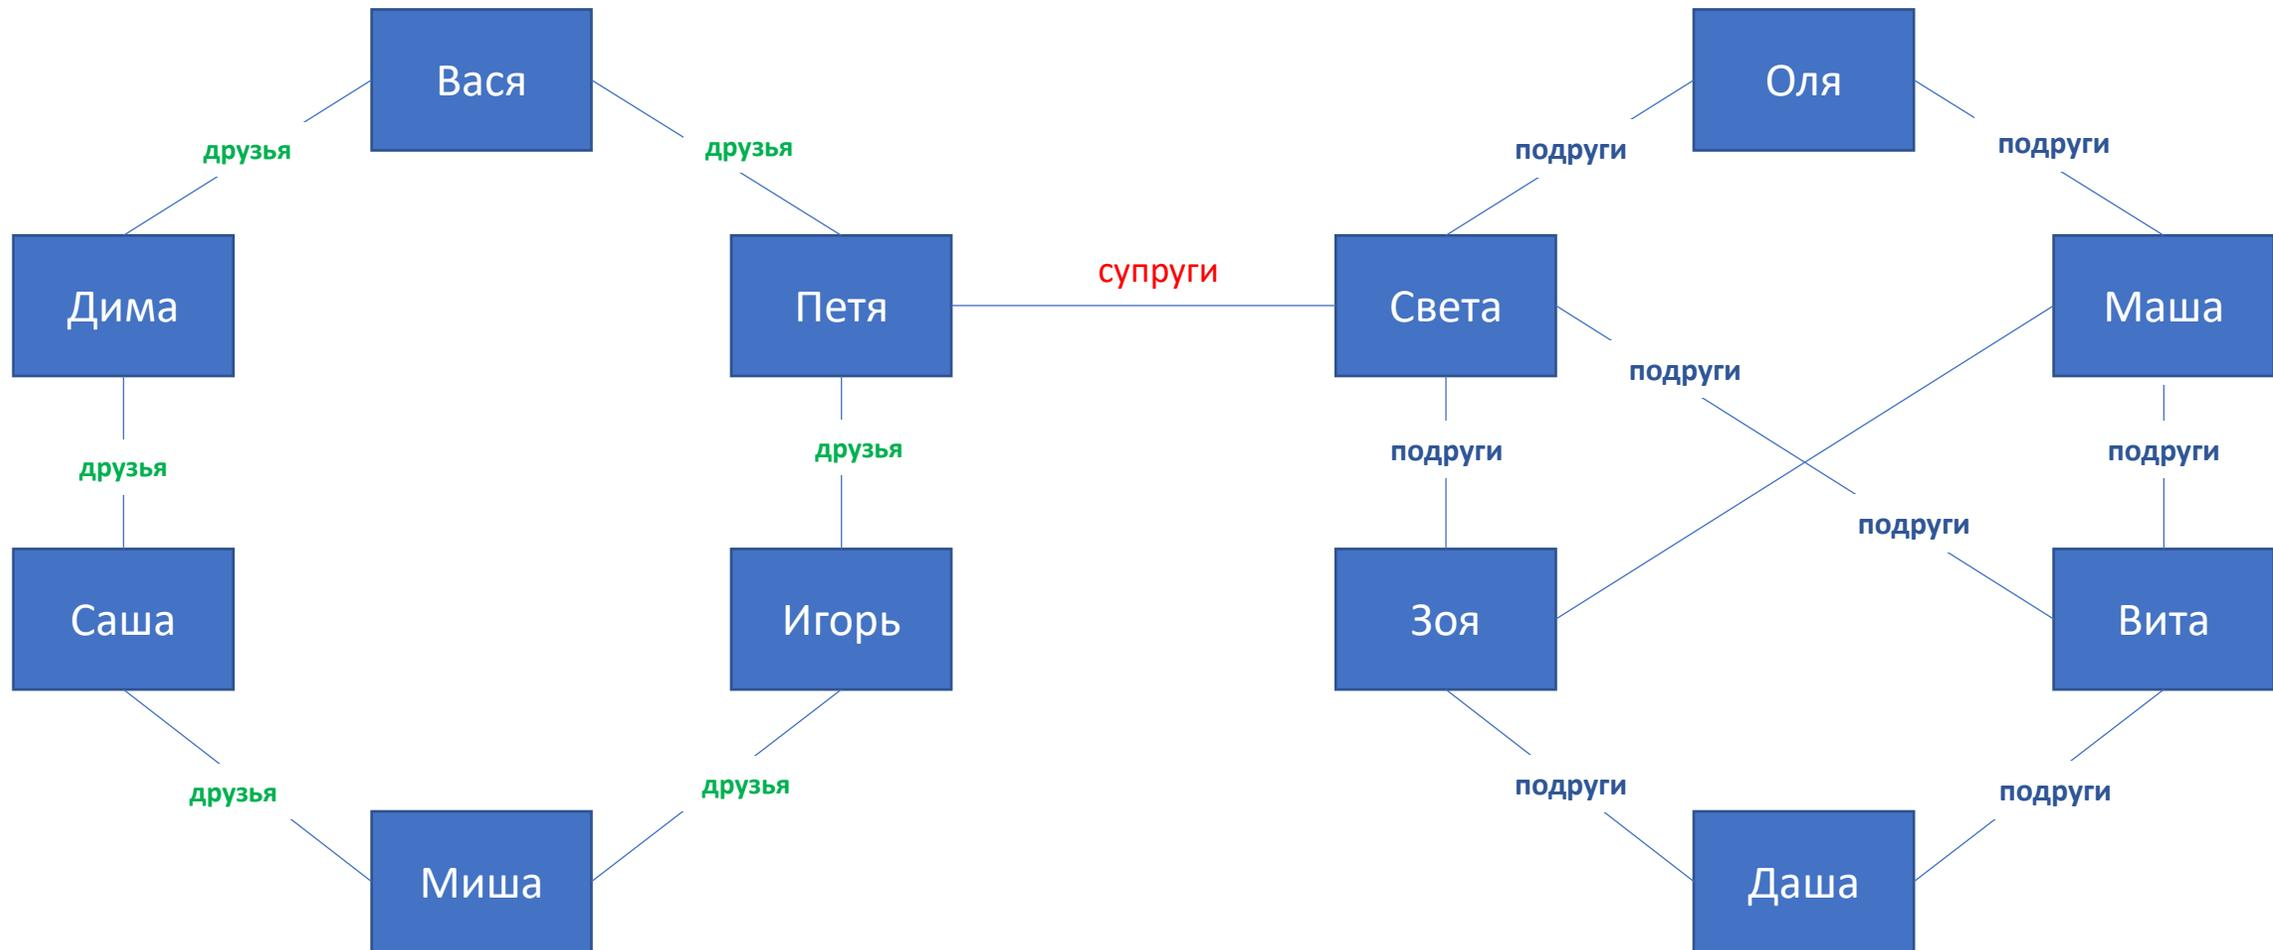 Вася
Оля
друзья
друзья
подруги
подруги
Дима
Петя
супруги
Света
Маша
подруги
друзья
друзья
подруги
подруги
подруги
Саша
Игорь
Зоя
Вита
друзья
друзья
подруги
подруги
Миша
Даша